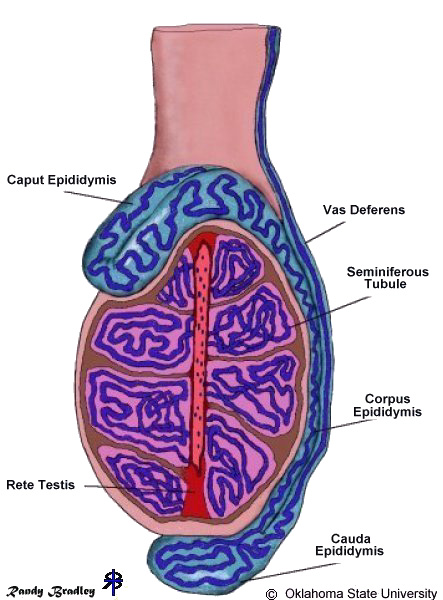 Caput Epididymis
Vas Deferens
Seminiferous
Tubule
Corpus
Epididymis
Rete Testis
Cauda
Epididymis
Randy Bradley
© Oklahoma State University